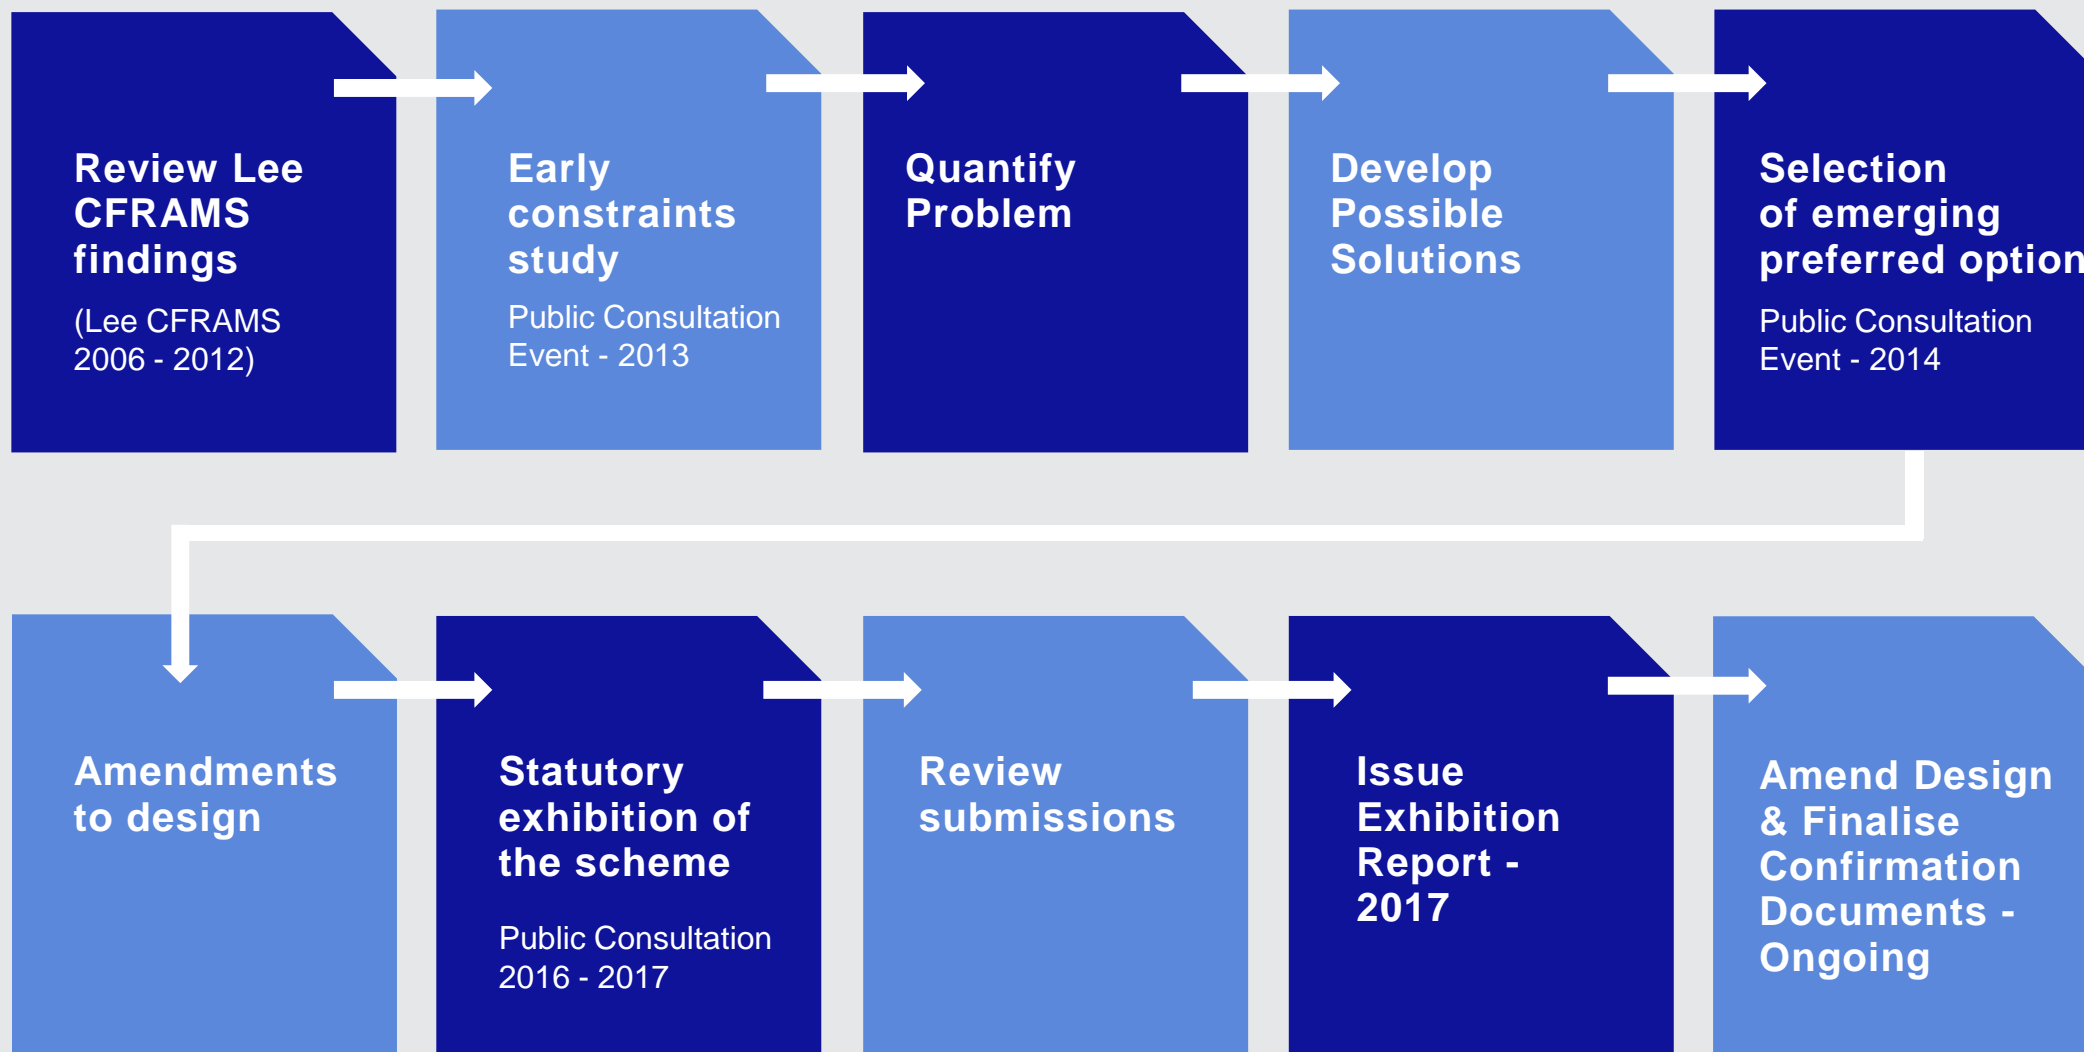 Review Lee
CFRAMS
findings
(Lee CFRAMS
2006 - 2012)
Early
constraints
study
Public Consultation
Event - 2013
Quantify
Problem
Develop
Possible
Solutions
Selection
of emerging
preferred option
Public Consultation
Event - 2014
Amendments
to design
Statutory
exhibition of
the scheme
Public Consultation
2016 - 2017
Review
submissions
Issue
Exhibition
Report -
2017
Amend Design
& Finalise
Confirmation
Documents -
Ongoing